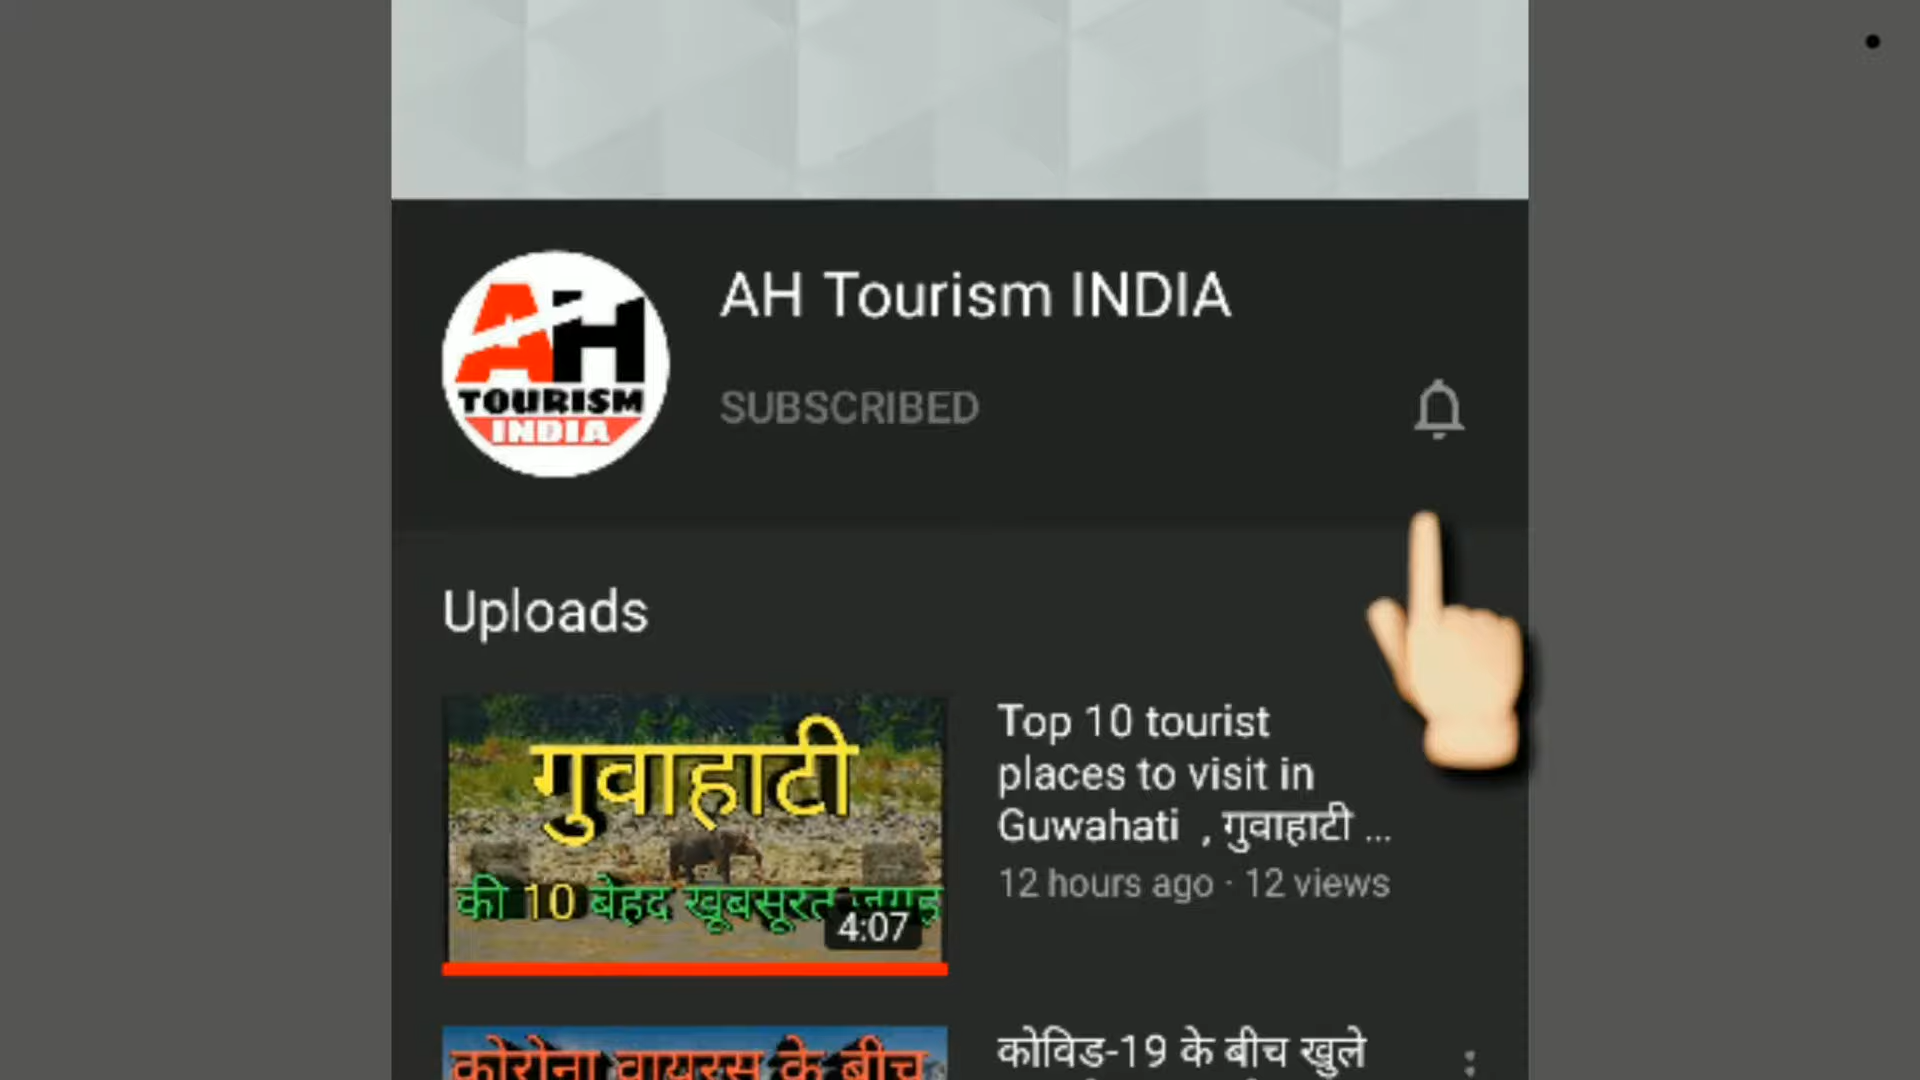 AH Tourism INDIA
AH
TOURISM
INDIA
SUBSCRIBED
Uploads
गुवाहाटी
की 10 बेहद खूबसूरत जगह
4:07
Top 10 tourist
places to visit in
Guwahati , गुवाहाटी ...
12 hours ago · 12 views
कोरोना वायरस के बीच
कोविड-19 के बीच खुले